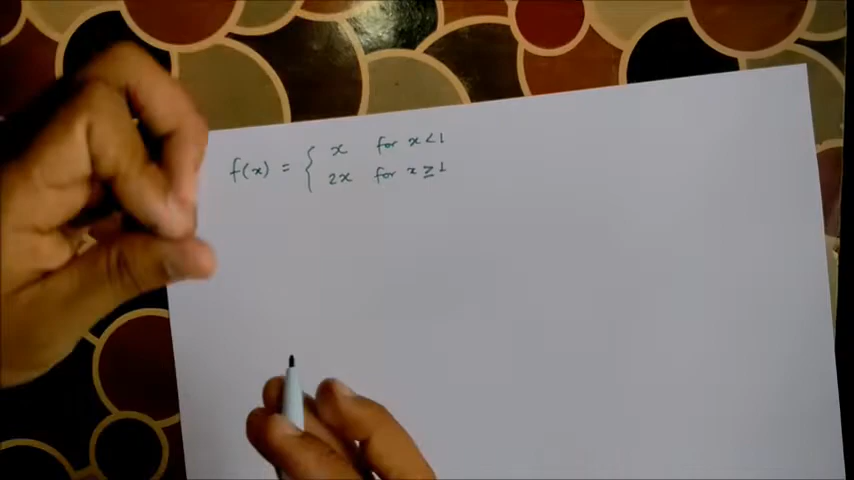 f(x) = { x for x<1
2x for x≥1